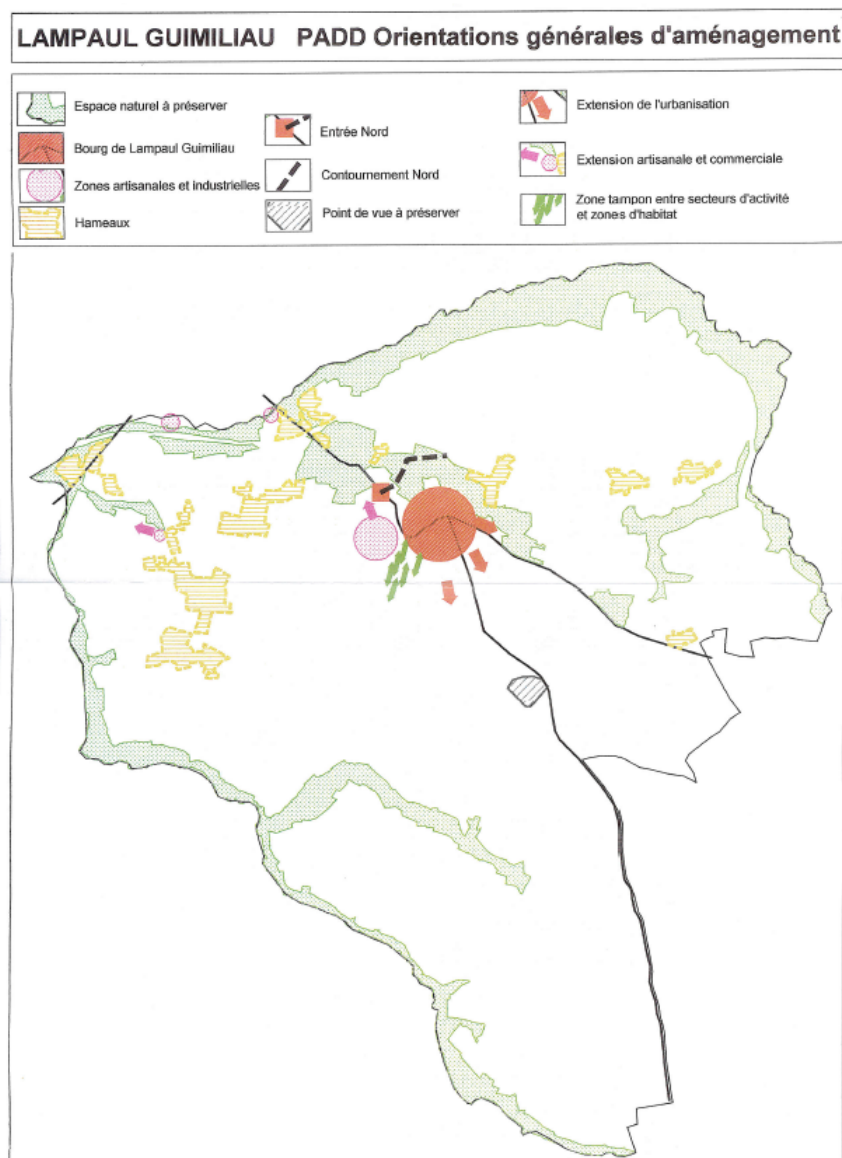 LAMPAUL GUIMILIAU PADD Orientations générales d'aménagement
Espace naturel à préserver
Bourg de Lampaul Guimiliau
Zones artisanales et industrielles
Hameaux
Entrée Nord
Contournement Nord
Point de vue à préserver
Extension de l'urbanisation
Extension artisanale et commerciale
Zone tampon entre secteurs d'activité
et zones d'habitat